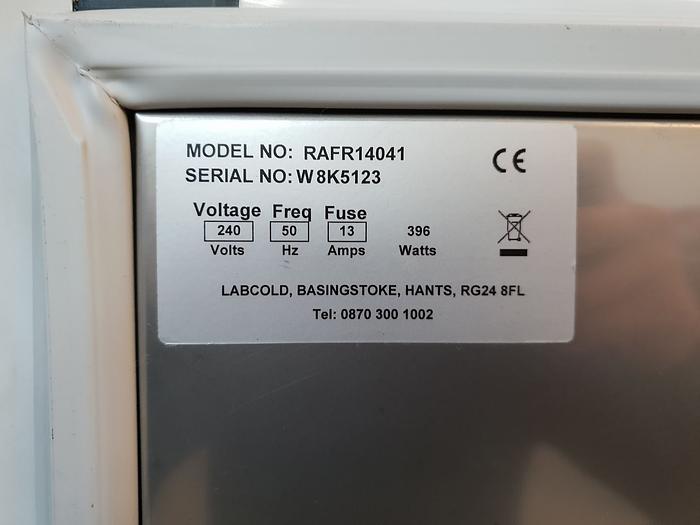 MODEL NO: RAFR14041
SERIAL NO: W8K5123
CE
Voltage Freq Fuse
240 50 13 396
Volts Hz Amps Watts
LABCOLD, BASINGSTOKE, HANTS, RG24 8FL
Tel: 0870 300 1002